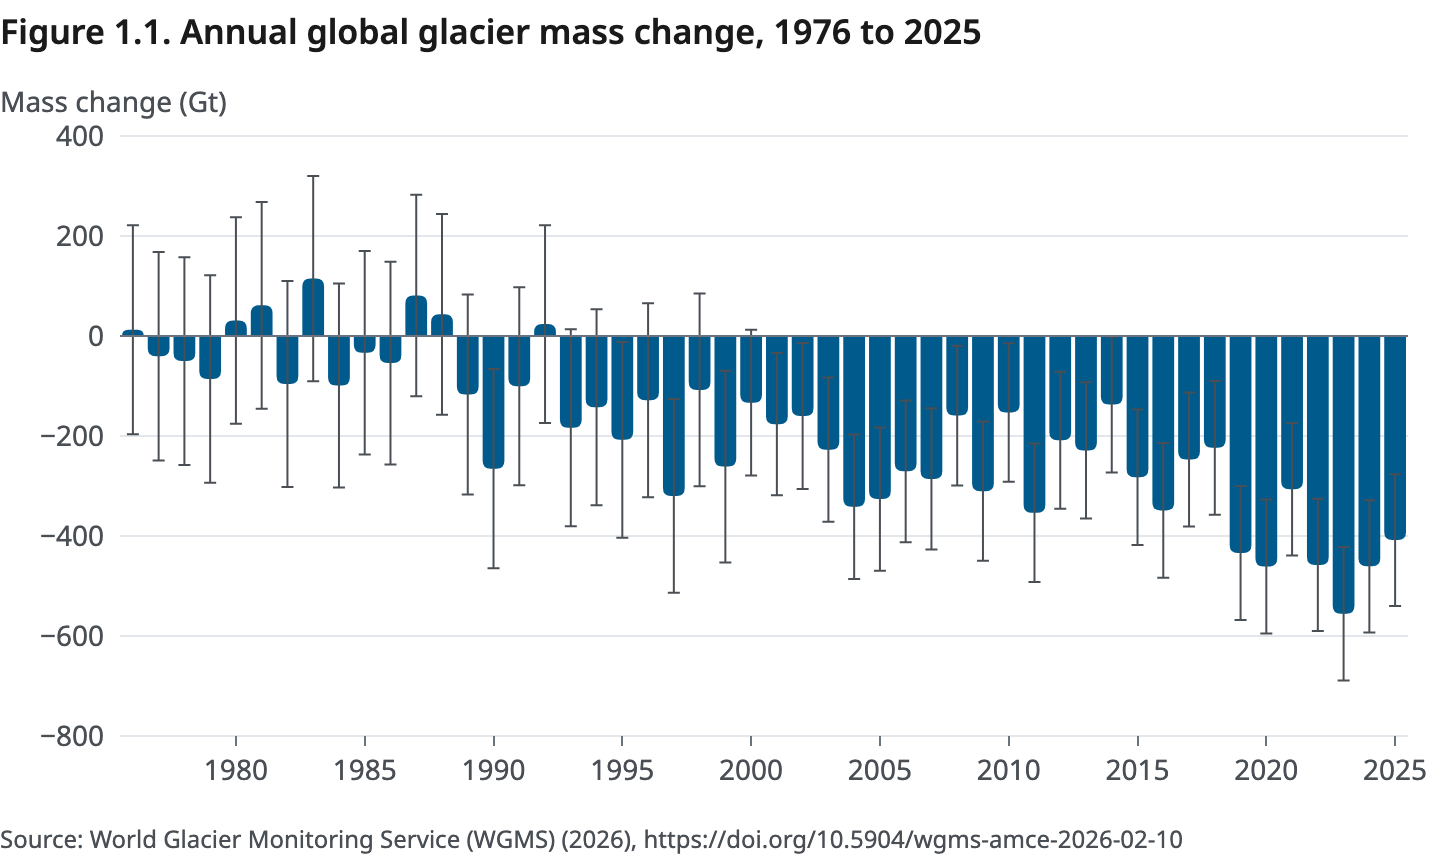 Figure 1.1. Annual global glacier mass change, 1976 to 2025
Mass change (Gt)
400
200
0
−200
−400
−600
−800
1980 1985 1990 1995 2000 2005 2010 2015 2020 2025
Source: World Glacier Monitoring Service (WGMS) (2026), https://doi.org/10.5904/wgms-amce-2026-02-10